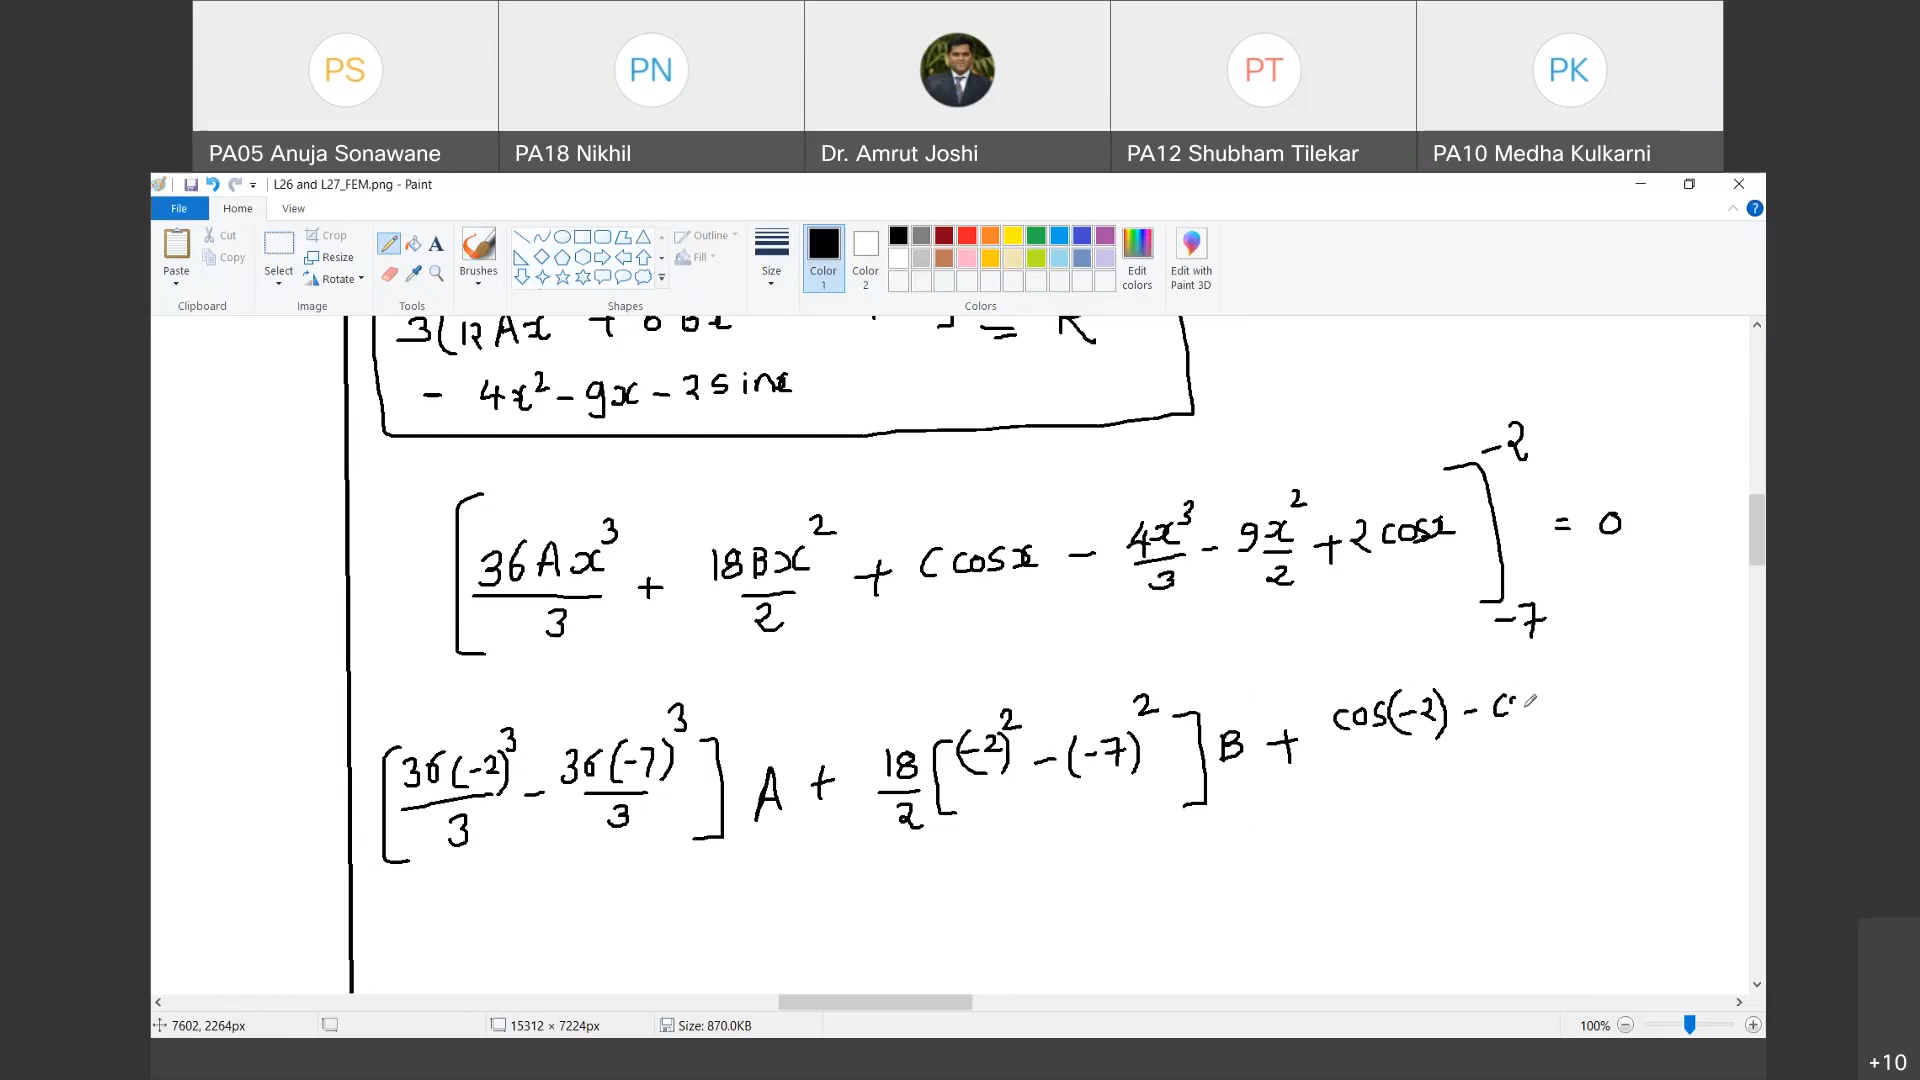 PS PN PT PK
PA05 Anuja Sonawane PA18 Nikhil Dr. Amrut Joshi PA12 Shubham Tilekar PA10 Medha Kulkarni
L26 and L27_FEM.png - Paint
File Home View
Paste Cut Copy Select Crop Resize Rotate A Brushes Outline Fill Size Color 1 Color 2 Edit colors Edit with Paint 3D
Clipboard Image Tools Shapes Colors
- 4x² - 9x - 2 sinx
[36Ax³/3 + 18Bx²/2 + C cosx - 4x³/3 - 9x²/2 + 2 cosx]₋₇⁻² = 0
[36(-2)³/3 - 36(-7)³/3] A + 18/2 [(-2)² - (-7)²] B + cos(-2) - c
7602, 2264px 15312 × 7224px Size: 870.0KB 100%
+10